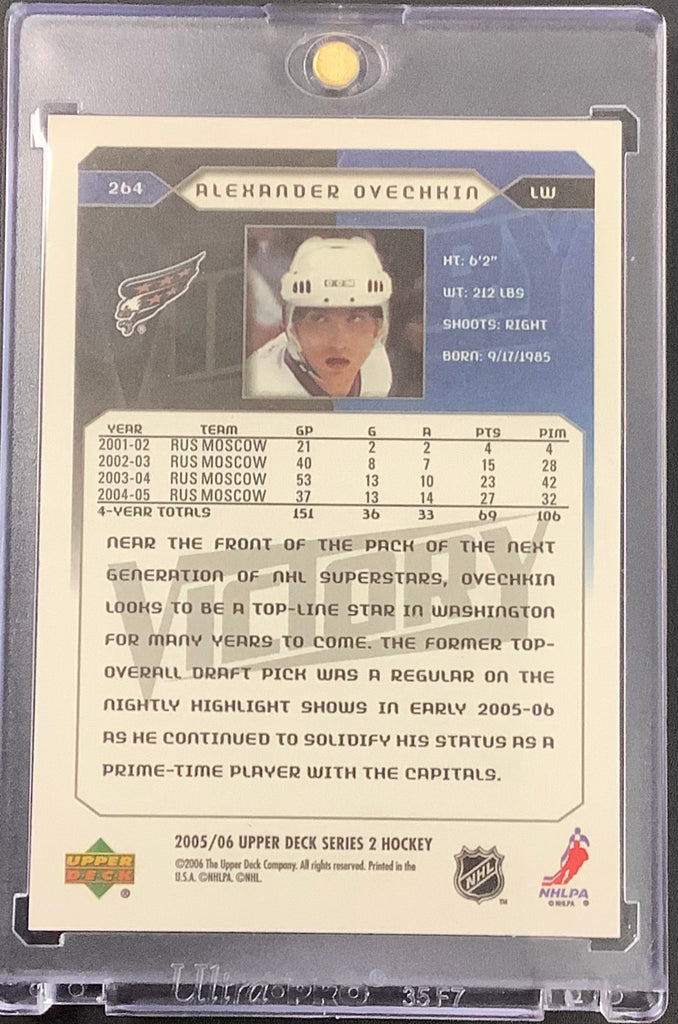 264 ALEXANDER OVECHKIN LW
HT: 6'2"
WT: 212 LBS
SHOOTS: RIGHT
BORN: 9/17/1985
®
YEAR TEAM GP G A PTS PIM
2001-02 RUS MOSCOW 21 2 2 4 4
2002-03 RUS MOSCOW 40 8 7 15 28
2003-04 RUS MOSCOW 53 13 10 23 42
2004-05 RUS MOSCOW 37 13 14 27 32
4-YEAR TOTALS 151 36 33 69 106
VICTORY
NEAR THE FRONT OF THE PACK OF THE NEXT
GENERATION OF NHL SUPERSTARS, OVECHKIN
LOOKS TO BE A TOP-LINE STAR IN WASHINGTON
FOR MANY YEARS TO COME. THE FORMER TOP-
OVERALL DRAFT PICK WAS A REGULAR ON THE
NIGHTLY HIGHLIGHT SHOWS IN EARLY 2005-06
AS HE CONTINUED TO SOLIDIFY HIS STATUS AS A
PRIME-TIME PLAYER WITH THE CAPITALS.
UPPER
DECK
®
2005/06 UPPER DECK SERIES 2 HOCKEY
©2006 The Upper Deck Company. All rights reserved. Printed in the
U.S.A. ©NHLPA. ©NHL.
NHL
™
NHLPA
©NHLPA
Ultra·PRO® 35F7